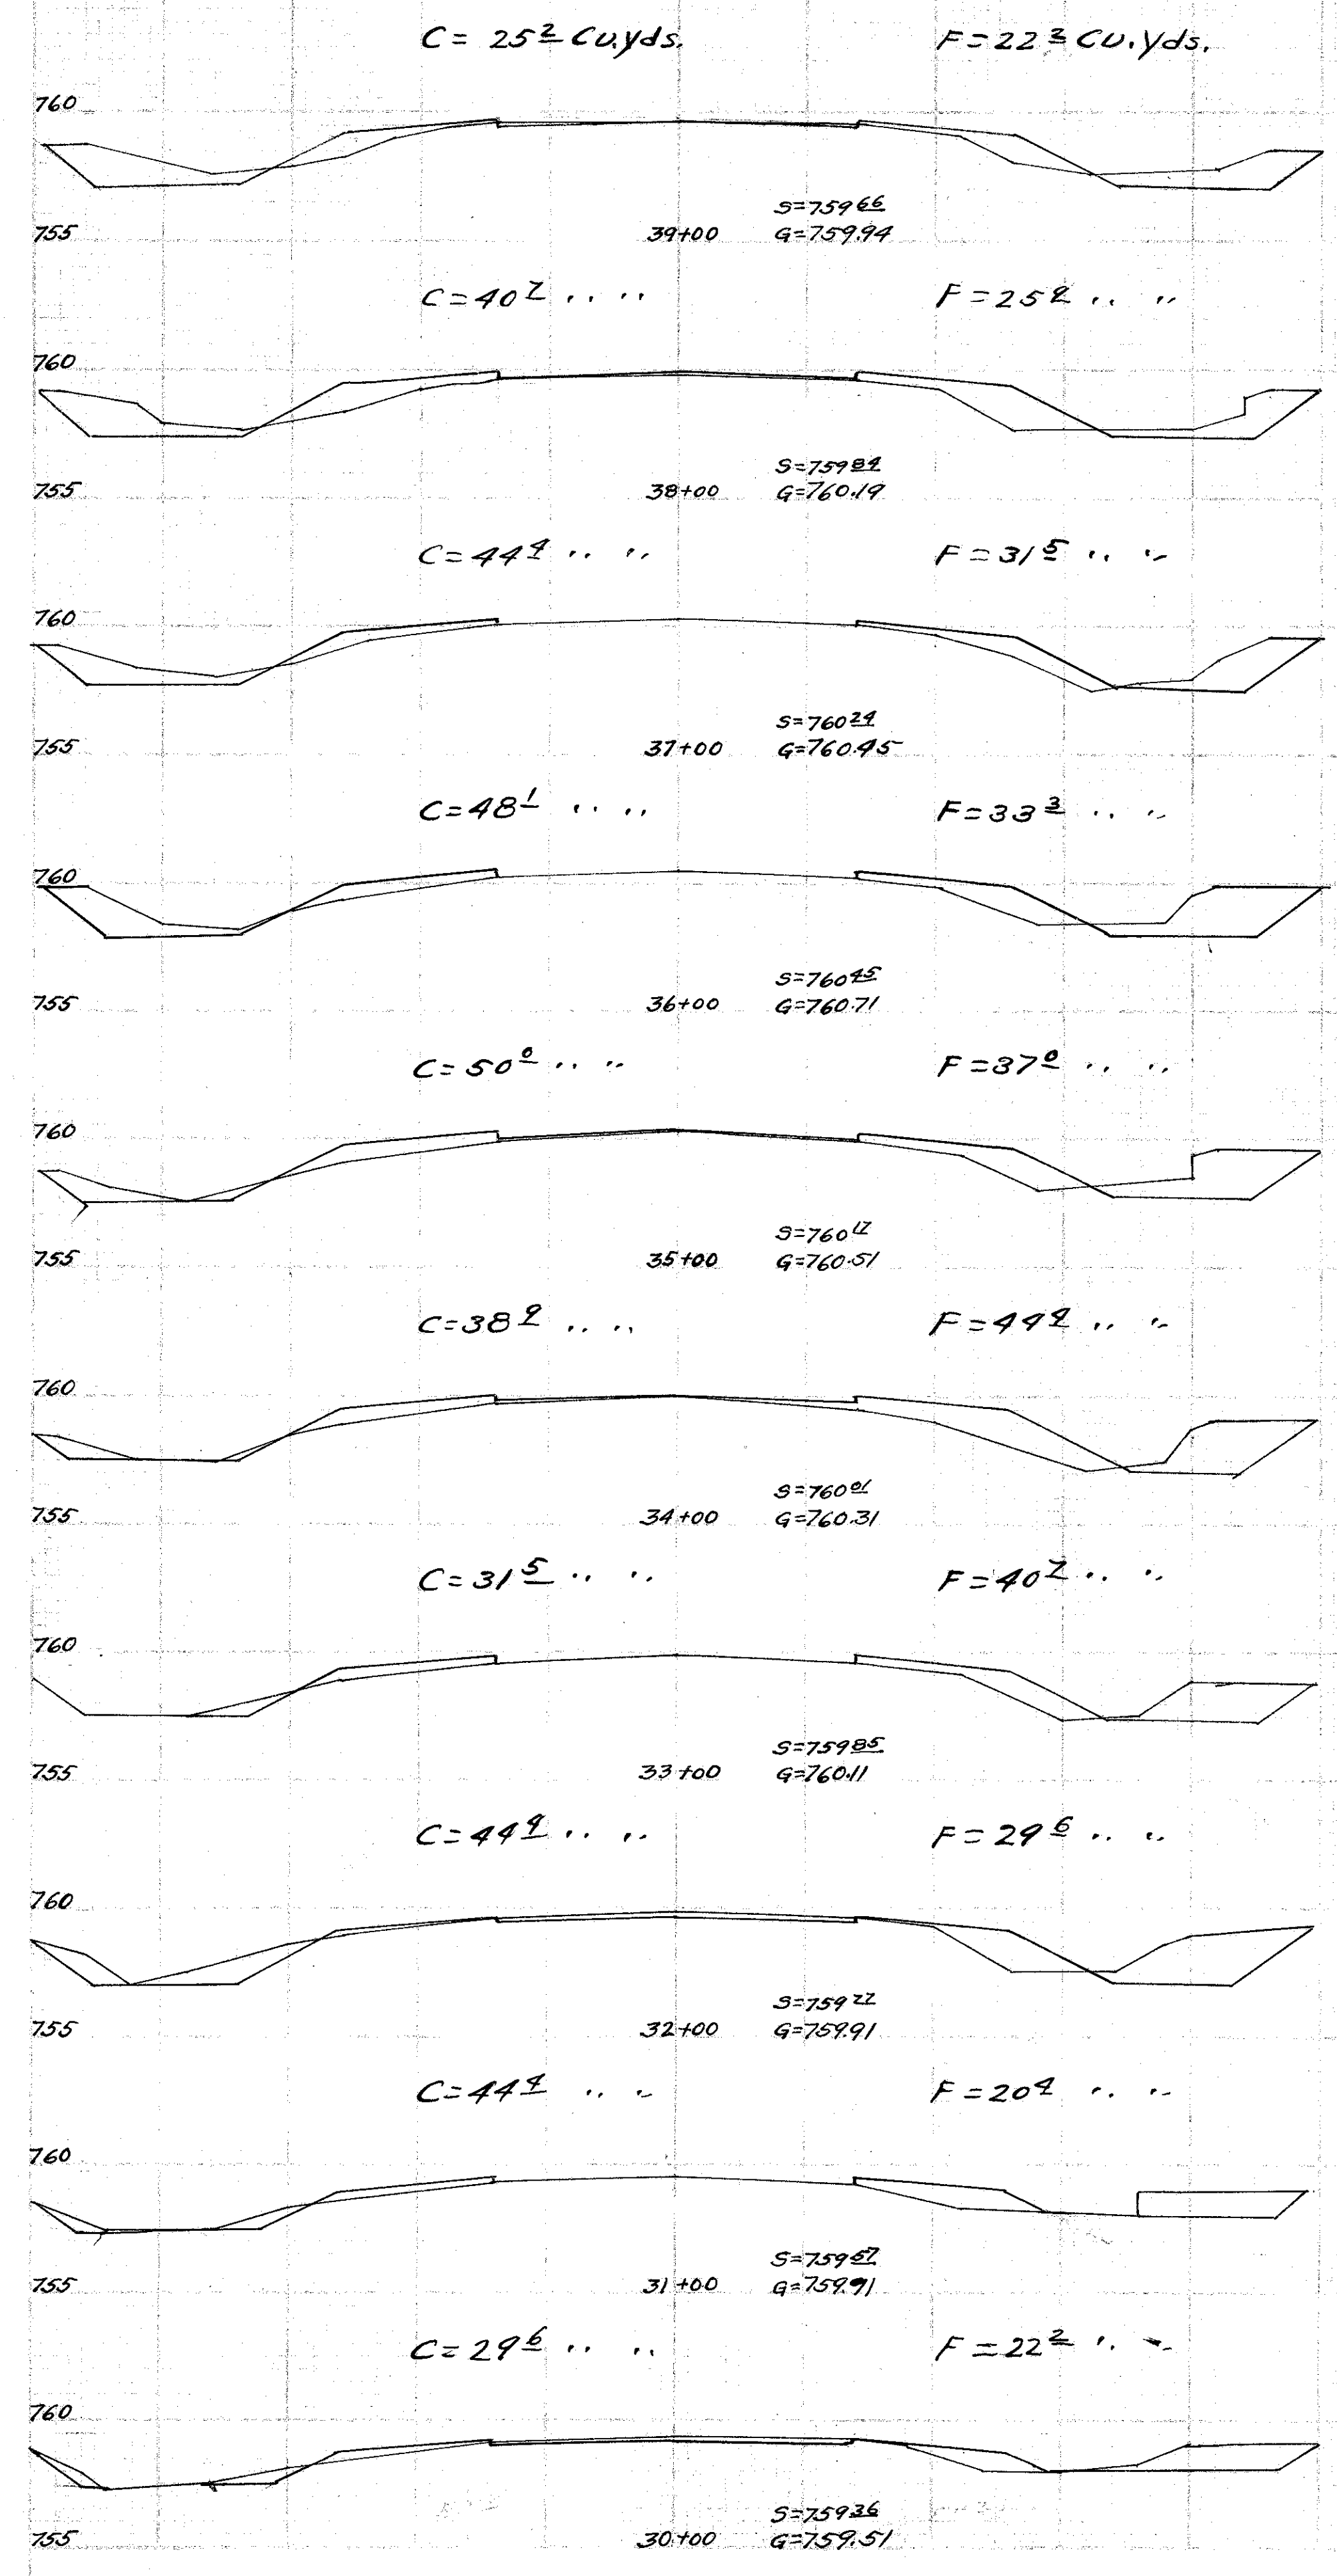 C = 25 2 Cu.yds. F = 22 3 CU.yds.
760
S=759 66
755 39+00 G=759.94
C=40 7 .. .. F=25 9 .. ..
760
S=759 84
755 38+00 G=760.19
C=44 4 .. .. F=31 5 .. ..
760
S=760 24
755 37+00 G=760.45
C=48 1 .. .. F=33 3 .. ..
760
S=760 45
755 36+00 G=760.71
C=50 0 .. .. F=37 0 .. ..
760
S=760 17
755 35+00 G=760.51
C=38 9 .. .. F=44 4 .. ..
760
S=760 01
755 34+00 G=760.31
C=31 5 .. .. F=40 7 .. ..
760
S=759 85
755 33+00 G=760.11
C=44 4 .. .. F=29 6 .. ..
760
S=759 77
755 32+00 G=759.91
C=44 4 .. .. F=20 4 .. ..
760
S=759 57
755 31+00 G=759.91
C=29 6 .. .. F=22 2 .. ..
760
S=759 36
755 30+00 G=759.51